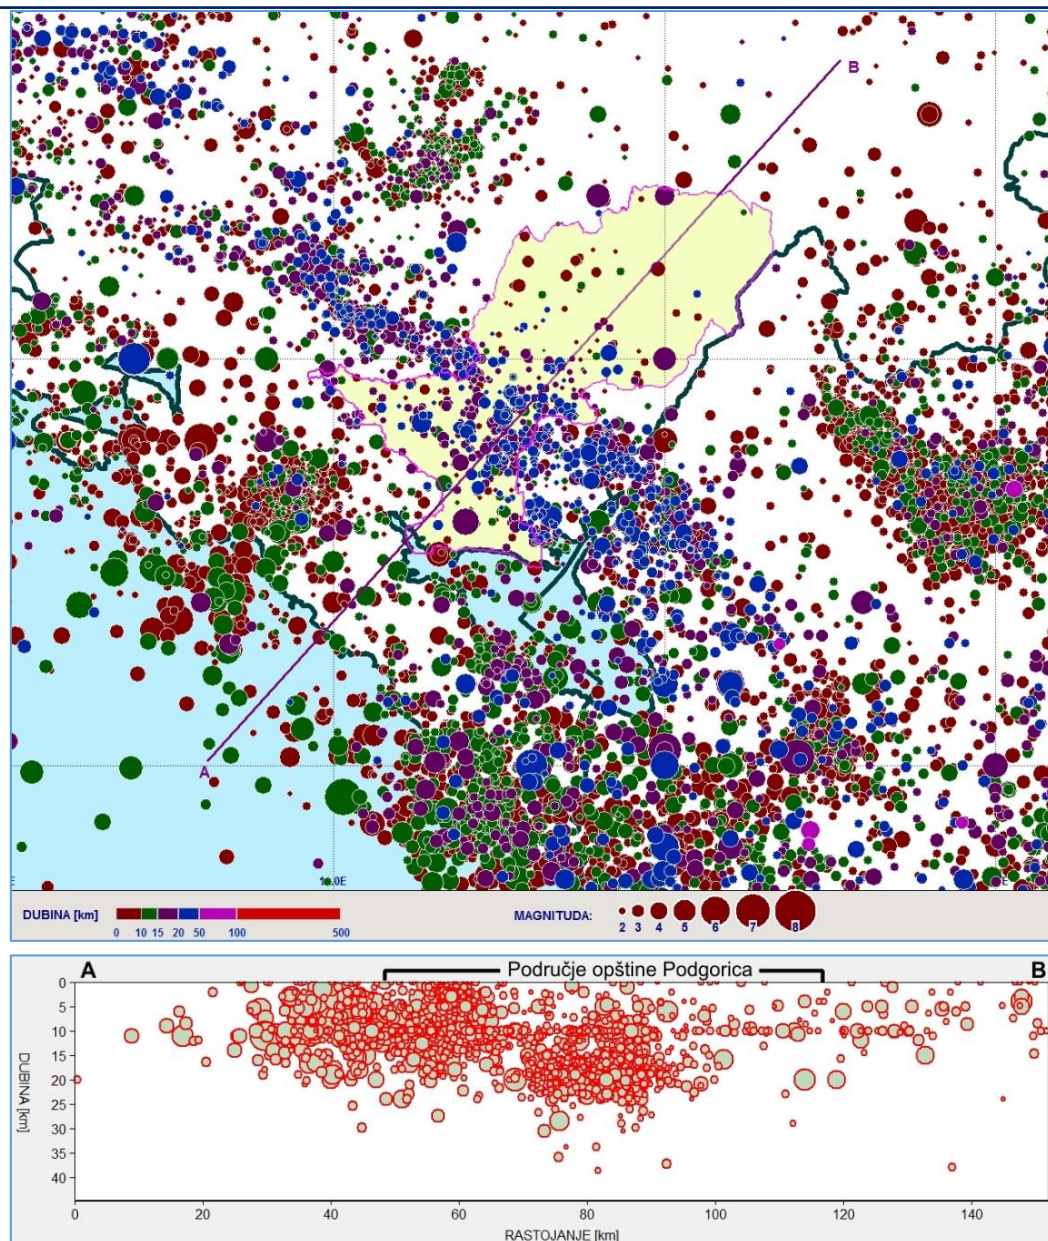 B
A
E
.0E
E
DUBINA [km]
0 10 15 20 50 100 500
MAGNITUDA:
2 3 4 5 6 7 8
A
Područje opštine Podgorica
B
0
5
10
15
20
25
30
35
40
DUBINA [km]
0 20 40 60 80 100 120 140
RASTOJANJE [km]